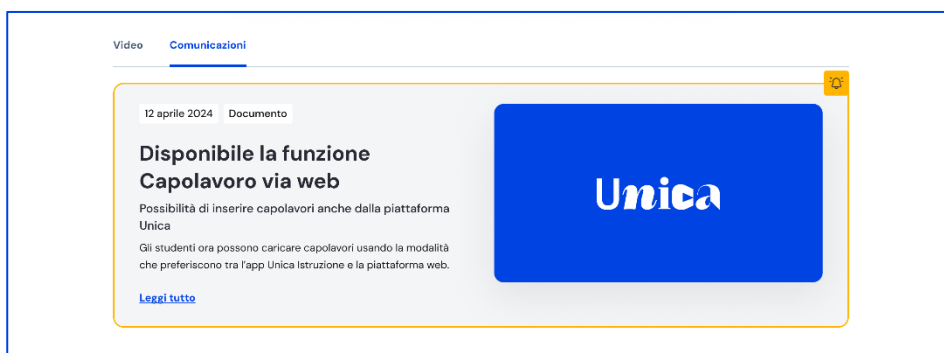 Video Comunicazioni
12 aprile 2024 Documento
Disponibile la funzione
Capolavoro via web
Possibilità di inserire capolavori anche dalla piattaforma
Unica
Gli studenti ora possono caricare capolavori usando la modalità
che preferiscono tra l'app Unica Istruzione e la piattaforma web.
Leggi tutto
Unica